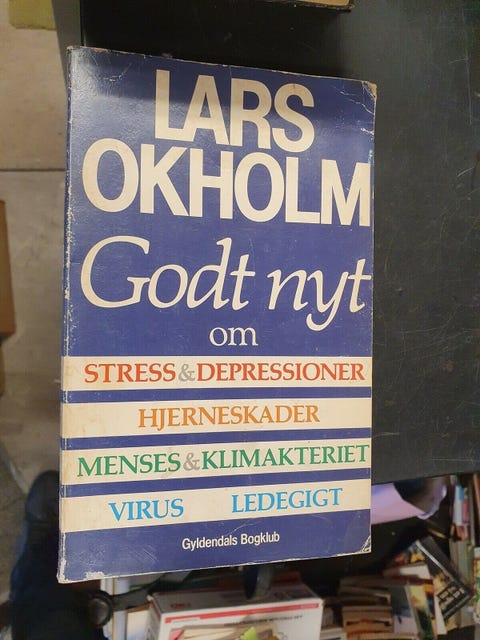 LARS
OKHOLM
Godt nyt
om
STRESS & DEPRESSIONER
HJERNESKADER
MENSES & KLIMAKTERIET
VIRUS LEDEGIGT
Gyldendals Bogklub